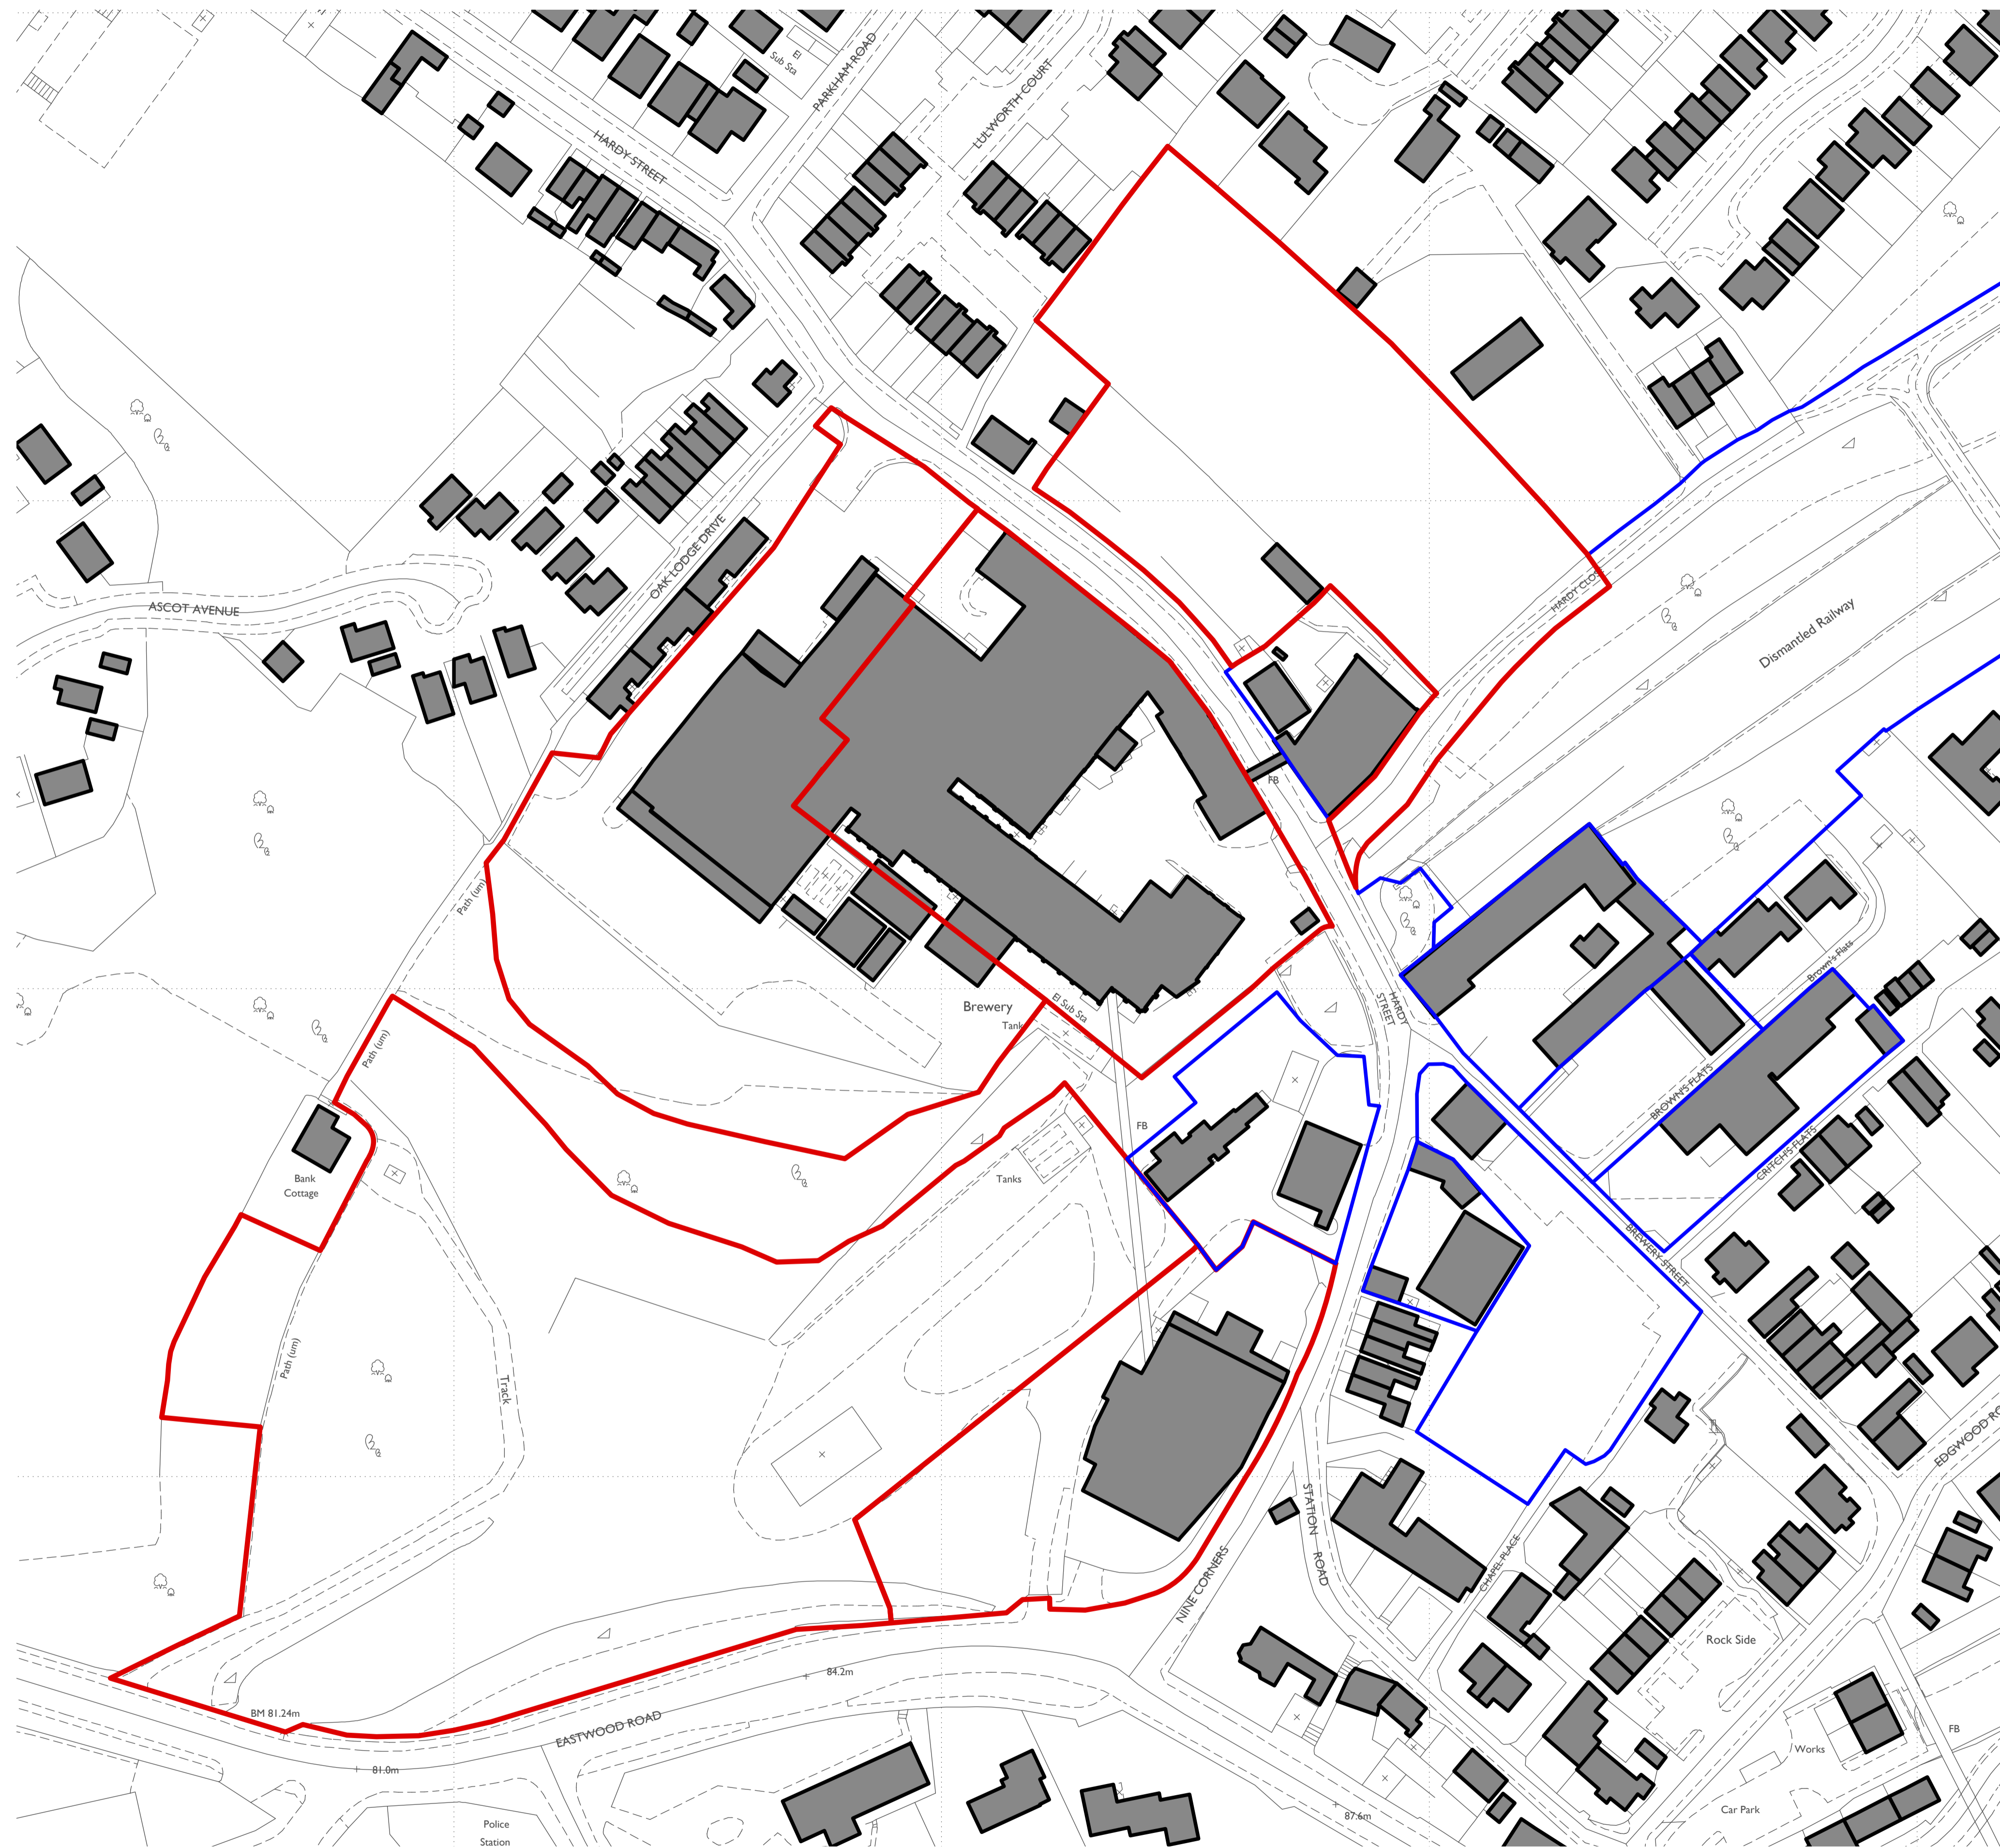 El
Sub Sta
PARKHAM ROAD
LULWORTH COURT
HARDY STREET
OAK LODGE DRIVE
ASCOT AVENUE
HARDY CLOSE
Dismantled Railway
FB
Path (um)
Brewery
Tank
El Sub Sta
HARDY
STREET
Brown's Flats
Path (um)
BROWN'S FLATS
FB
CRITCH'S FLATS
Bank
Cottage
Tanks
BREWERY STREET
Path (um)
Track
EDGWOOD RO
STATION ROAD
CHAPEL PLACE
NINE CORNERS
Rock Side
84.2m
BM 81.24m
EASTWOOD ROAD
FB
Works
81.0m
Car Park
87.6m
Police
Station